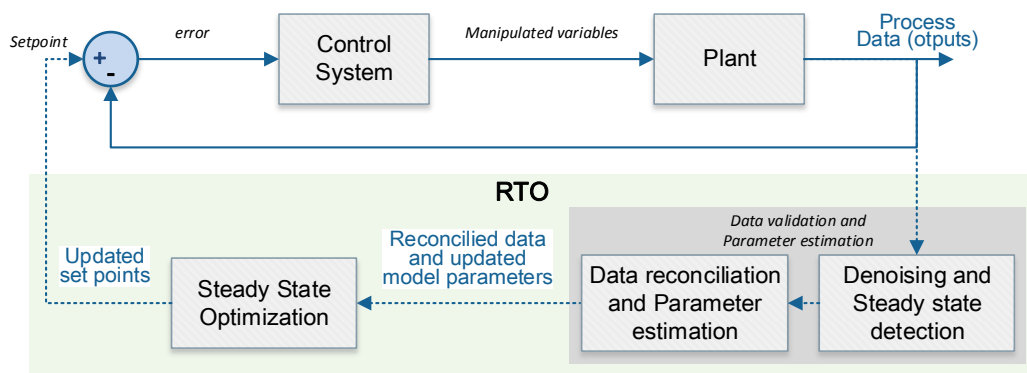 Setpoint
+
-
error
Control
System
Manipulated variables
Plant
Process
Data (otputs)
RTO
Data validation and
Parameter estimation
Updated
set points
Steady State
Optimization
Reconcilied data
and updated
model parameters
Data reconciliation
and Parameter
estimation
Denoising and
Steady state
detection